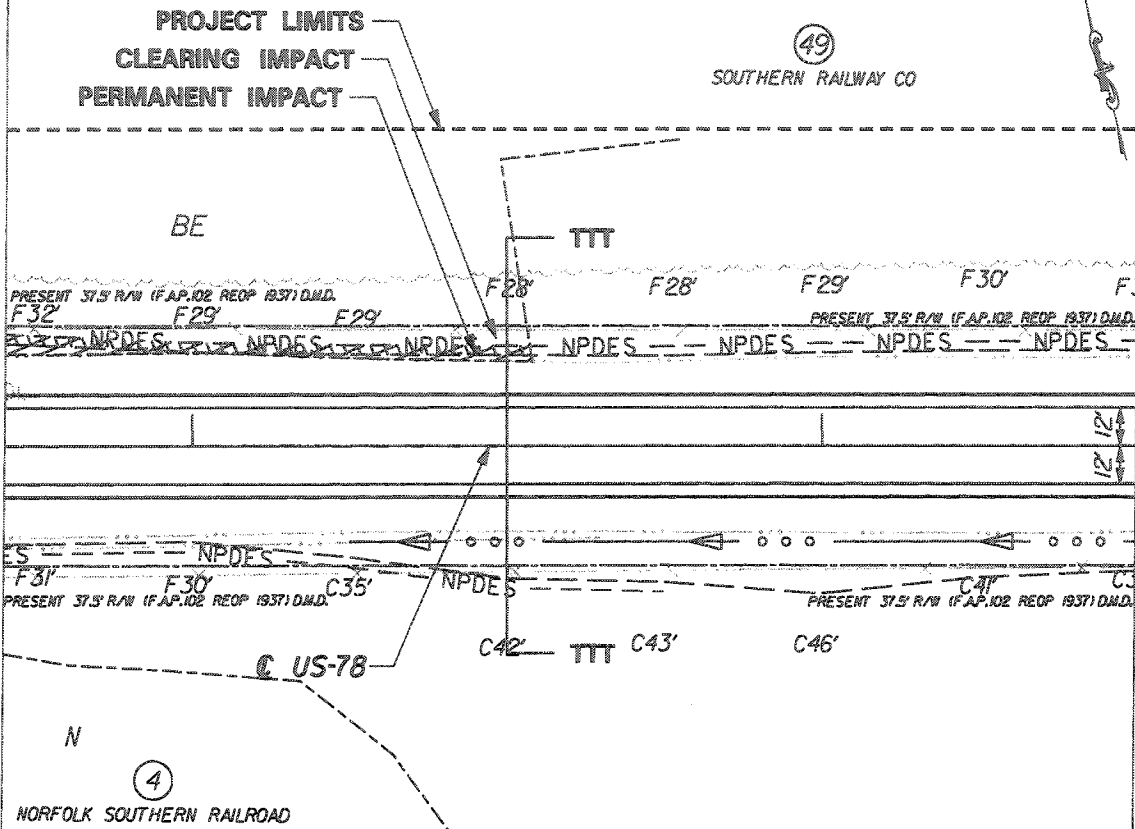 PROJECT LIMITS
CLEARING IMPACT
PERMANENT IMPACT
49
SOUTHERN RAILWAY CO
BE
TTT
F28' F28' F29' F30'
PRESENT 37.5' R/W (F.A.P.102 REOP 1937) D.M.D.
F32' F29' F29'
PRESENT 37.5' R/W (F.A.P.102 REOP 1937) D.M.D.
NPDES NPDES NPDES NPDES NPDES NPDES NPDES
12'
12'
ES NPDES
F31' F30' C35' NPDES C41'
PRESENT 37.5' R/W (F.A.P.102 REOP 1937) D.M.D.
PRESENT 37.5' R/W (F.A.P.102 REOP 1937) D.M.D.
C42' TTT C43' C46'
℄ US-78
N
4
NORFOLK SOUTHERN RAILROAD